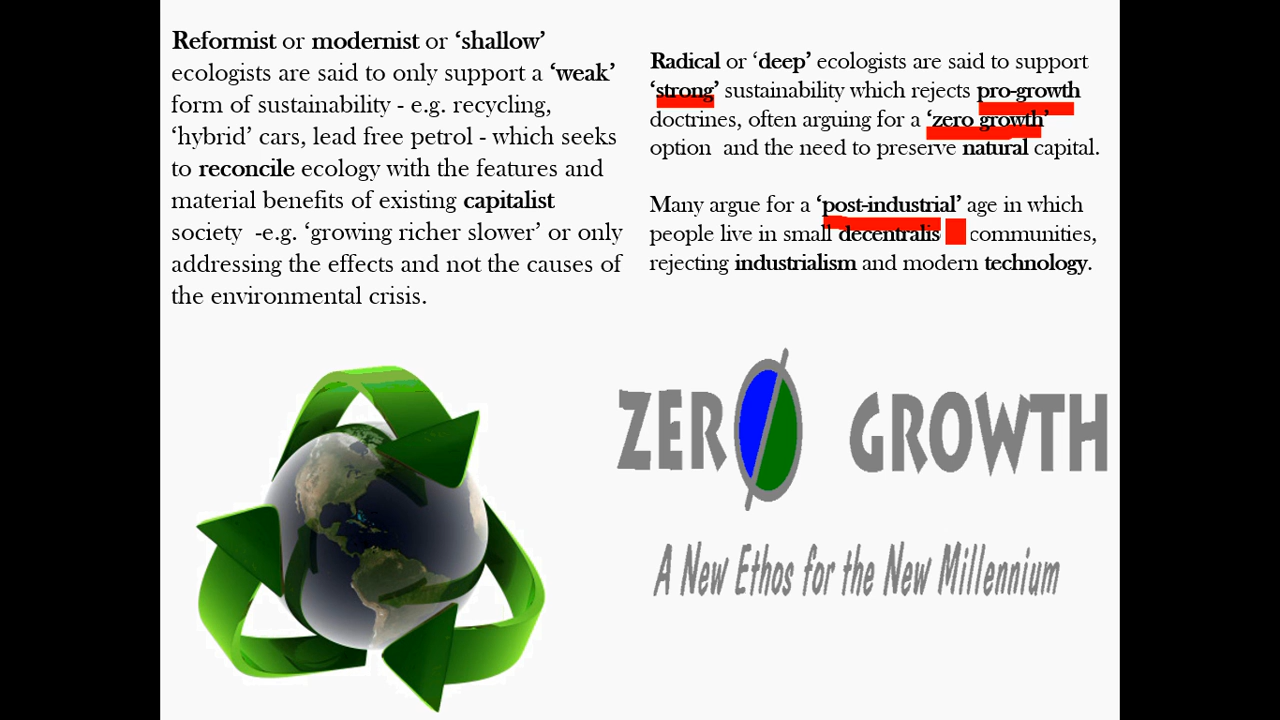 Reformist or modernist or ‘shallow’
ecologists are said to only support a ‘weak’
form of sustainability - e.g. recycling,
‘hybrid’ cars, lead free petrol - which seeks
to reconcile ecology with the features and
material benefits of existing capitalist
society -e.g. ‘growing richer slower’ or only
addressing the effects and not the causes of
the environmental crisis.
Radical or ‘deep’ ecologists are said to support
‘strong’ sustainability which rejects pro-growth
doctrines, often arguing for a ‘zero growth’
option and the need to preserve natural capital.
Many argue for a ‘post-industrial’ age in which
people live in small decentralis communities,
rejecting industrialism and modern technology.
ZERO GROWTH
A New Ethos for the New Millennium